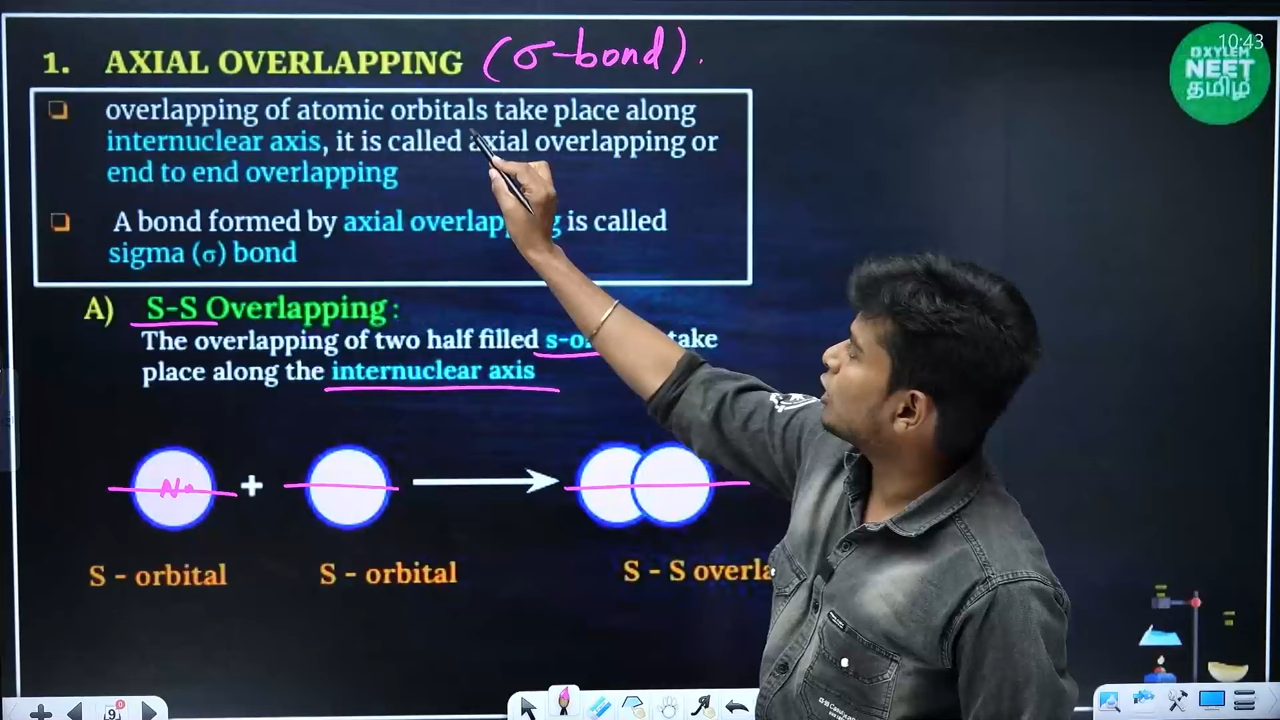 10:43
OXYLEM
NEET
தமிழ்
1. AXIAL OVERLAPPING (σ-bond).
overlapping of atomic orbitals take place along
internuclear axis, it is called axial overlapping or
end to end overlapping
A bond formed by axial overlapping is called
sigma (σ) bond
A) S-S Overlapping :
The overlapping of two half filled take
place along the internuclear axis
+
S - orbital S - orbital S - S
9